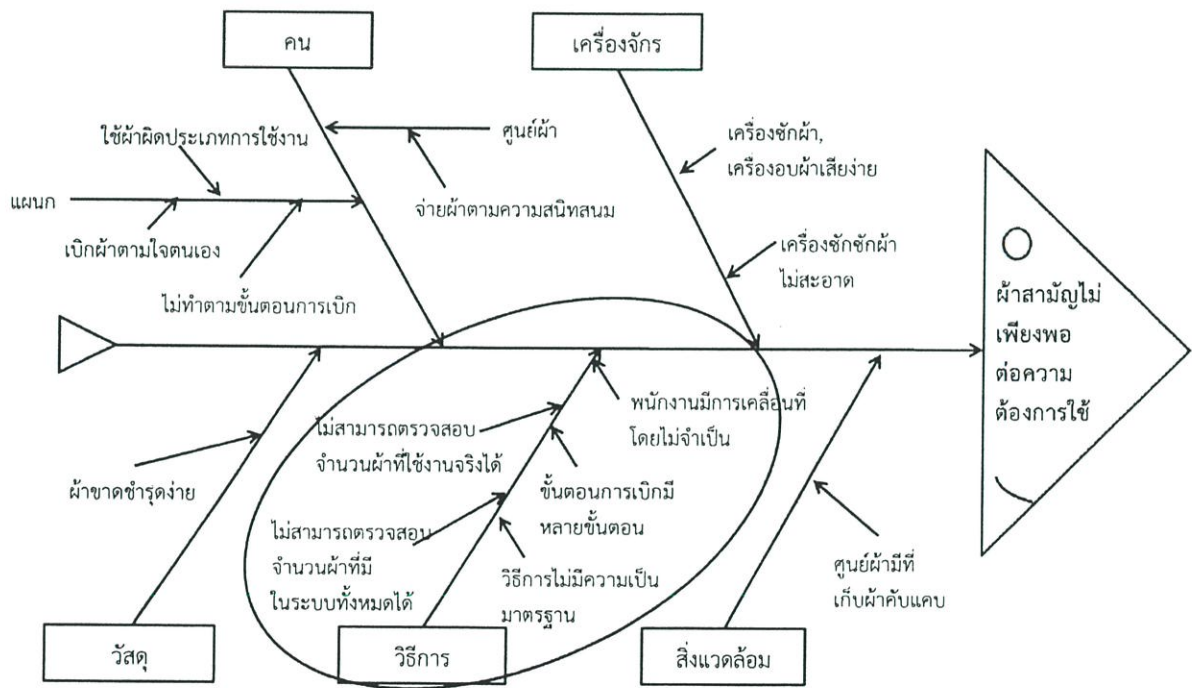 คน
เครื่องจักร
ใช้ผ้าผิดประเภทการใช้งาน
ศูนย์ผ้า
เครื่องซักผ้า,
เครื่องอบผ้าเสียง่าย
แผนก
จ่ายผ้าตามความสนิทสนม
เบิกผ้าตามใจตนเอง
เครื่องซักซักผ้า
ไม่สะอาด
ไม่ทำตามขั้นตอนการเบิก
ผ้าสามัญไม่
เพียงพอ
ต่อความ
ต้องการใช้
พนักงานมีการเคลื่อนที่
โดยไม่จำเป็น
ไม่สามารถตรวจสอบ
จำนวนผ้าที่ใช้งานจริงได้
ผ้าขาดชำรุดง่าย
ขั้นตอนการเบิกมี
หลายขั้นตอน
ไม่สามารถตรวจสอบ
จำนวนผ้าที่มี
ในระบบทั้งหมดได้
วิธีการไม่มีความเป็น
มาตรฐาน
ศูนย์ผ้ามีที่
เก็บผ้าคับแคบ
วัสดุ
วิธีการ
สิ่งแวดล้อม